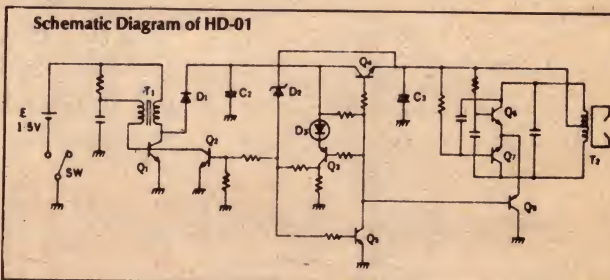 Schematic Diagram of HD-01
E
1·5V
SW
T₁
Q₁
D₁
Q₂
C₂
D₂
D₃
Q₃
Q₄
Q₅
C₃
Q₆
Q₇
Q₈
T₂